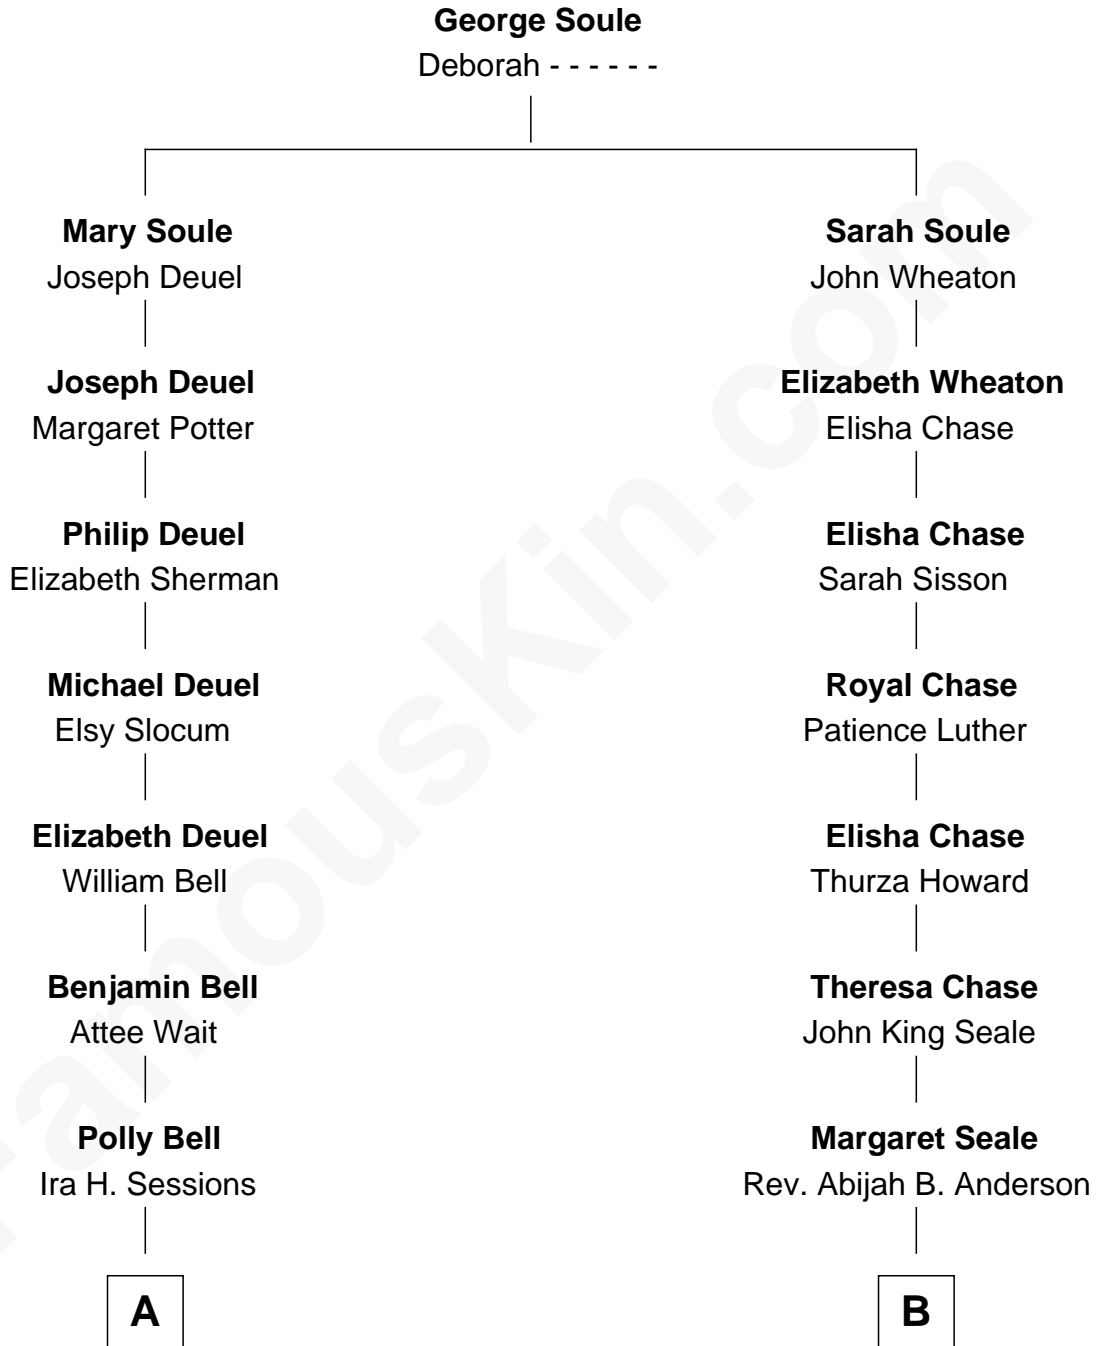 George Soule
Deborah - - - - - -
Mary Soule
Joseph Deuel
Sarah Soule
John Wheaton
Joseph Deuel
Margaret Potter
Elizabeth Wheaton
Elisha Chase
Philip Deuel
Elizabeth Sherman
Elisha Chase
Sarah Sisson
Michael Deuel
Elsy Slocum
Royal Chase
Patience Luther
Elizabeth Deuel
William Bell
Elisha Chase
Thurza Howard
Benjamin Bell
Attee Wait
Theresa Chase
John King Seale
Polly Bell
Ira H. Sessions
Margaret Seale
Rev. Abijah B. Anderson
A
B
FamousKin.com